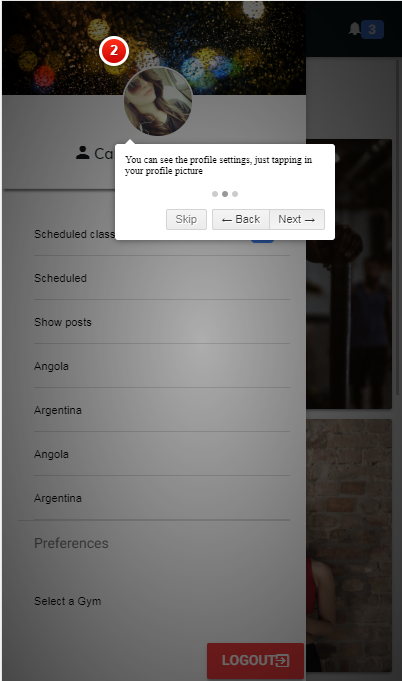 3
2
Ca
You can see the profile settings, just tapping in
your profile picture
Skip
← Back
Next →
Scheduled class
Scheduled
Show posts
Angola
Argentina
Angola
Argentina
Preferences
Select a Gym
LOGOUT